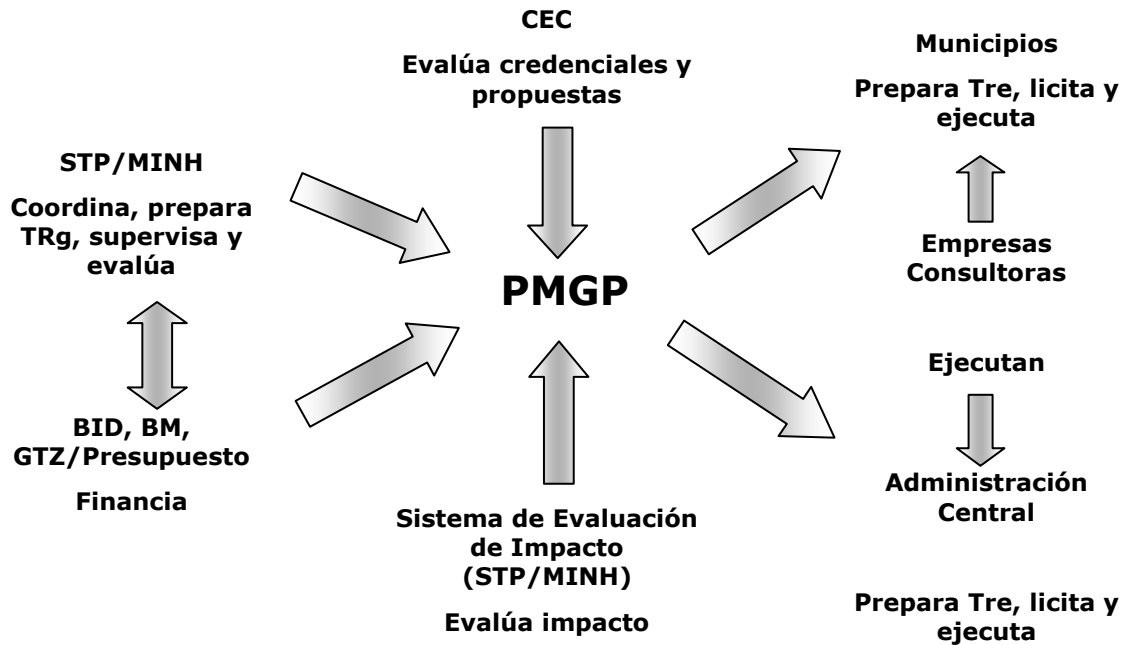 CEC
Evalúa credenciales y
propuestas
STP/MINH
Coordina, prepara
TRg, supervisa y
evalúa
BID, BM,
GTZ/Presupuesto
Financia
PMGP
Sistema de Evaluación
de Impacto
(STP/MINH)
Evalúa impacto
Municipios
Prepara Tre, licita y
ejecuta
Empresas
Consultoras
Ejecutan
Administración
Central
Prepara Tre, licita y
ejecuta